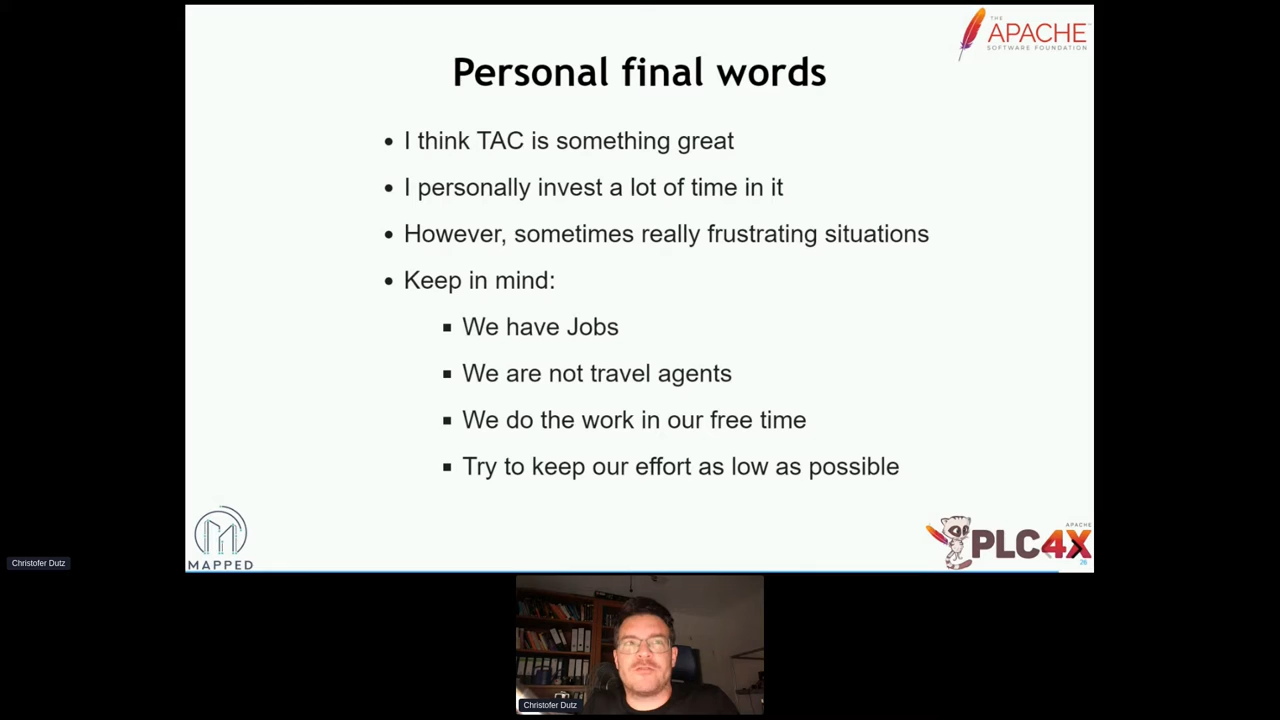 THE
APACHE
SOFTWARE FOUNDATION
Personal final words
I think TAC is something great
I personally invest a lot of time in it
However, sometimes really frustrating situations
Keep in mind:
We have Jobs
We are not travel agents
We do the work in our free time
Try to keep our effort as low as possible
MAPPED
APACHE
PLC4X
26
Christofer Dutz
Christofer Dutz